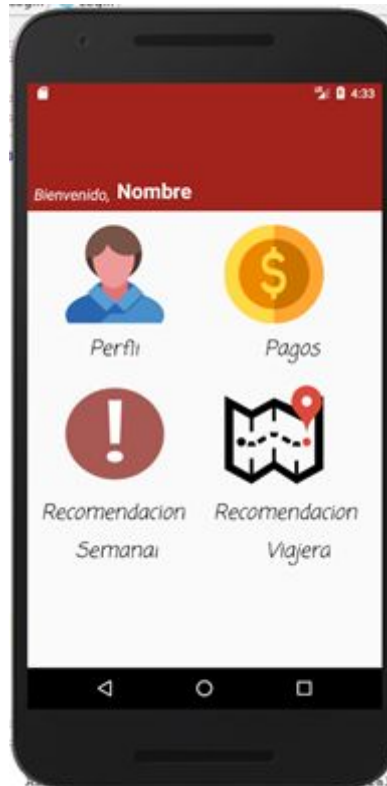 4:33
Bienvenido, Nombre
Perfil
Pagos
Recomendacion
Semanal
Recomendacion
Viajera